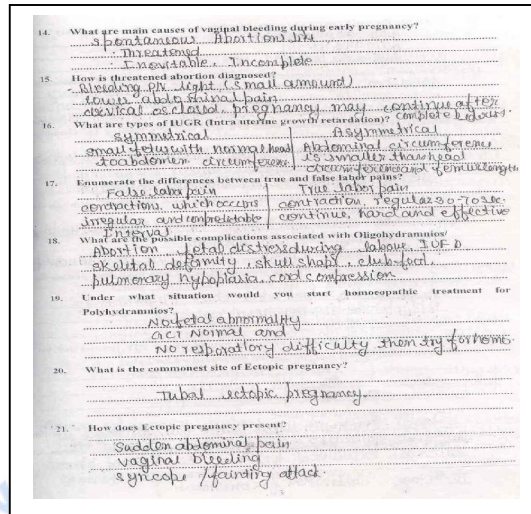 14. What are main causes of vaginal bleeding during early pregnancy?
Spontaneous Abortions like
: Threatened
Inevitable, Incomplete
15. How is threatened abortion diagnosed?
- Bleeding PV light (small amount)
lower abdominal pain
cervical os closed, pregnancy may continue after
complete bed rest.
16. What are types of IUGR (Intra uterine growth retardation)?
symmetrical Asymmetrical
small fetus with normal head Abdominal circumference
to abdomen circumference is smaller than head
circumference and femur length
17. Enumerate the differences between true and false labor pains?
False labor pain True labor pain
contractions, which occurs contraction, regular 30-70 sec.
irregular and continue, hard and effective
Interval
18. What are the possible complications associated with Oligohydramnios/
Abortion fetal distress during labour, IUFD
skeletal deformity, skull shape, club-foot,
pulmonary hypoplasia, cord compression
19. Under what situation would you start homoeopathic treatment for
Polyhydramnios?
No fetal abnormality
GCT Normal and
No resporatlory difficulty then try for homeo.
20. What is the commonest site of Ectopic pregnancy?
Tubal ectopic pregnancy.
21. How does Ectopic pregnancy present?
Sudden abdominal pain
vaginal bleeding
syncope / fainting attack.